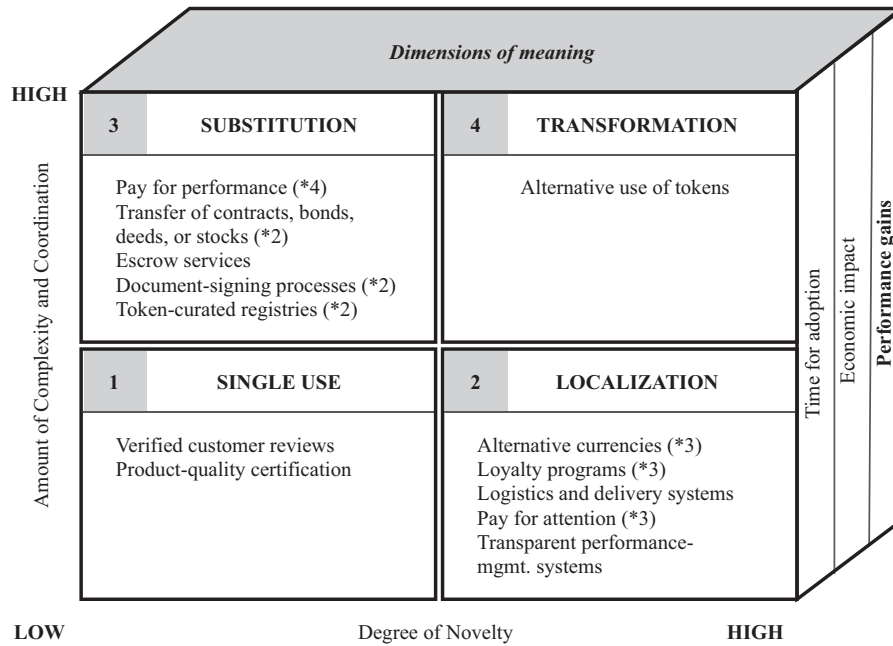 Dimensions of meaning
HIGH
3 SUBSTITUTION
Pay for performance (*4)
Transfer of contracts, bonds,
deeds, or stocks (*2)
Escrow services
Document-signing processes (*2)
Token-curated registries (*2)
4 TRANSFORMATION
Alternative use of tokens
1 SINGLE USE
Verified customer reviews
Product-quality certification
2 LOCALIZATION
Alternative currencies (*3)
Loyalty programs (*3)
Logistics and delivery systems
Pay for attention (*3)
Transparent performance-
mgmt. systems
Amount of Complexity and Coordination
Time for adoption
Economic impact
Performance gains
LOW
Degree of Novelty
HIGH